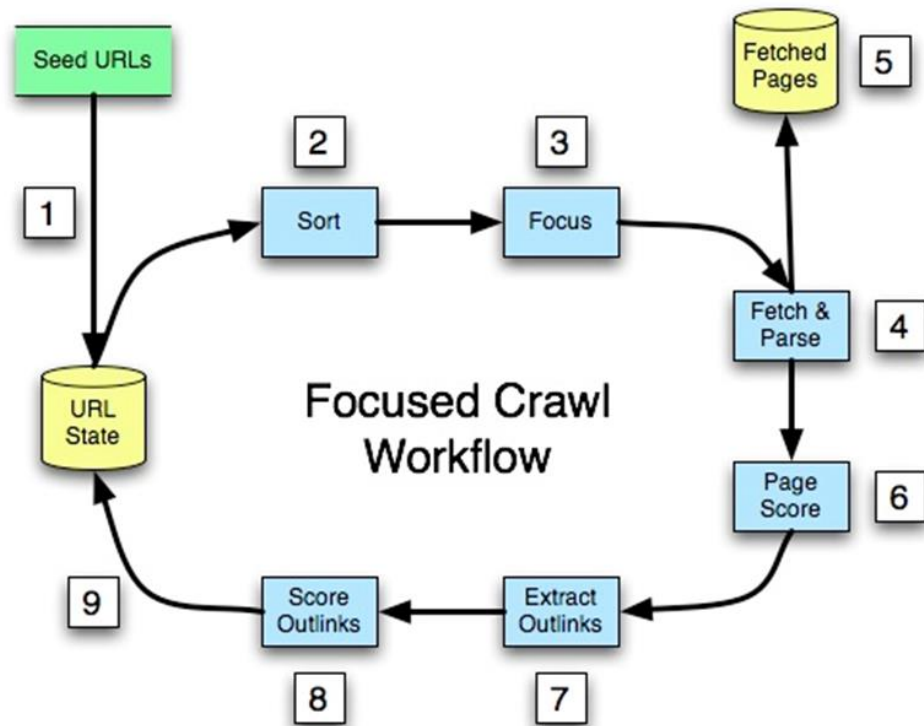 Seed URLs
Fetched
Pages
5
2
3
1
Sort
Focus
Fetch &
Parse
4
URL
State
Focused Crawl
Workflow
Page
Score
6
9
Score
Outlinks
Extract
Outlinks
8
7